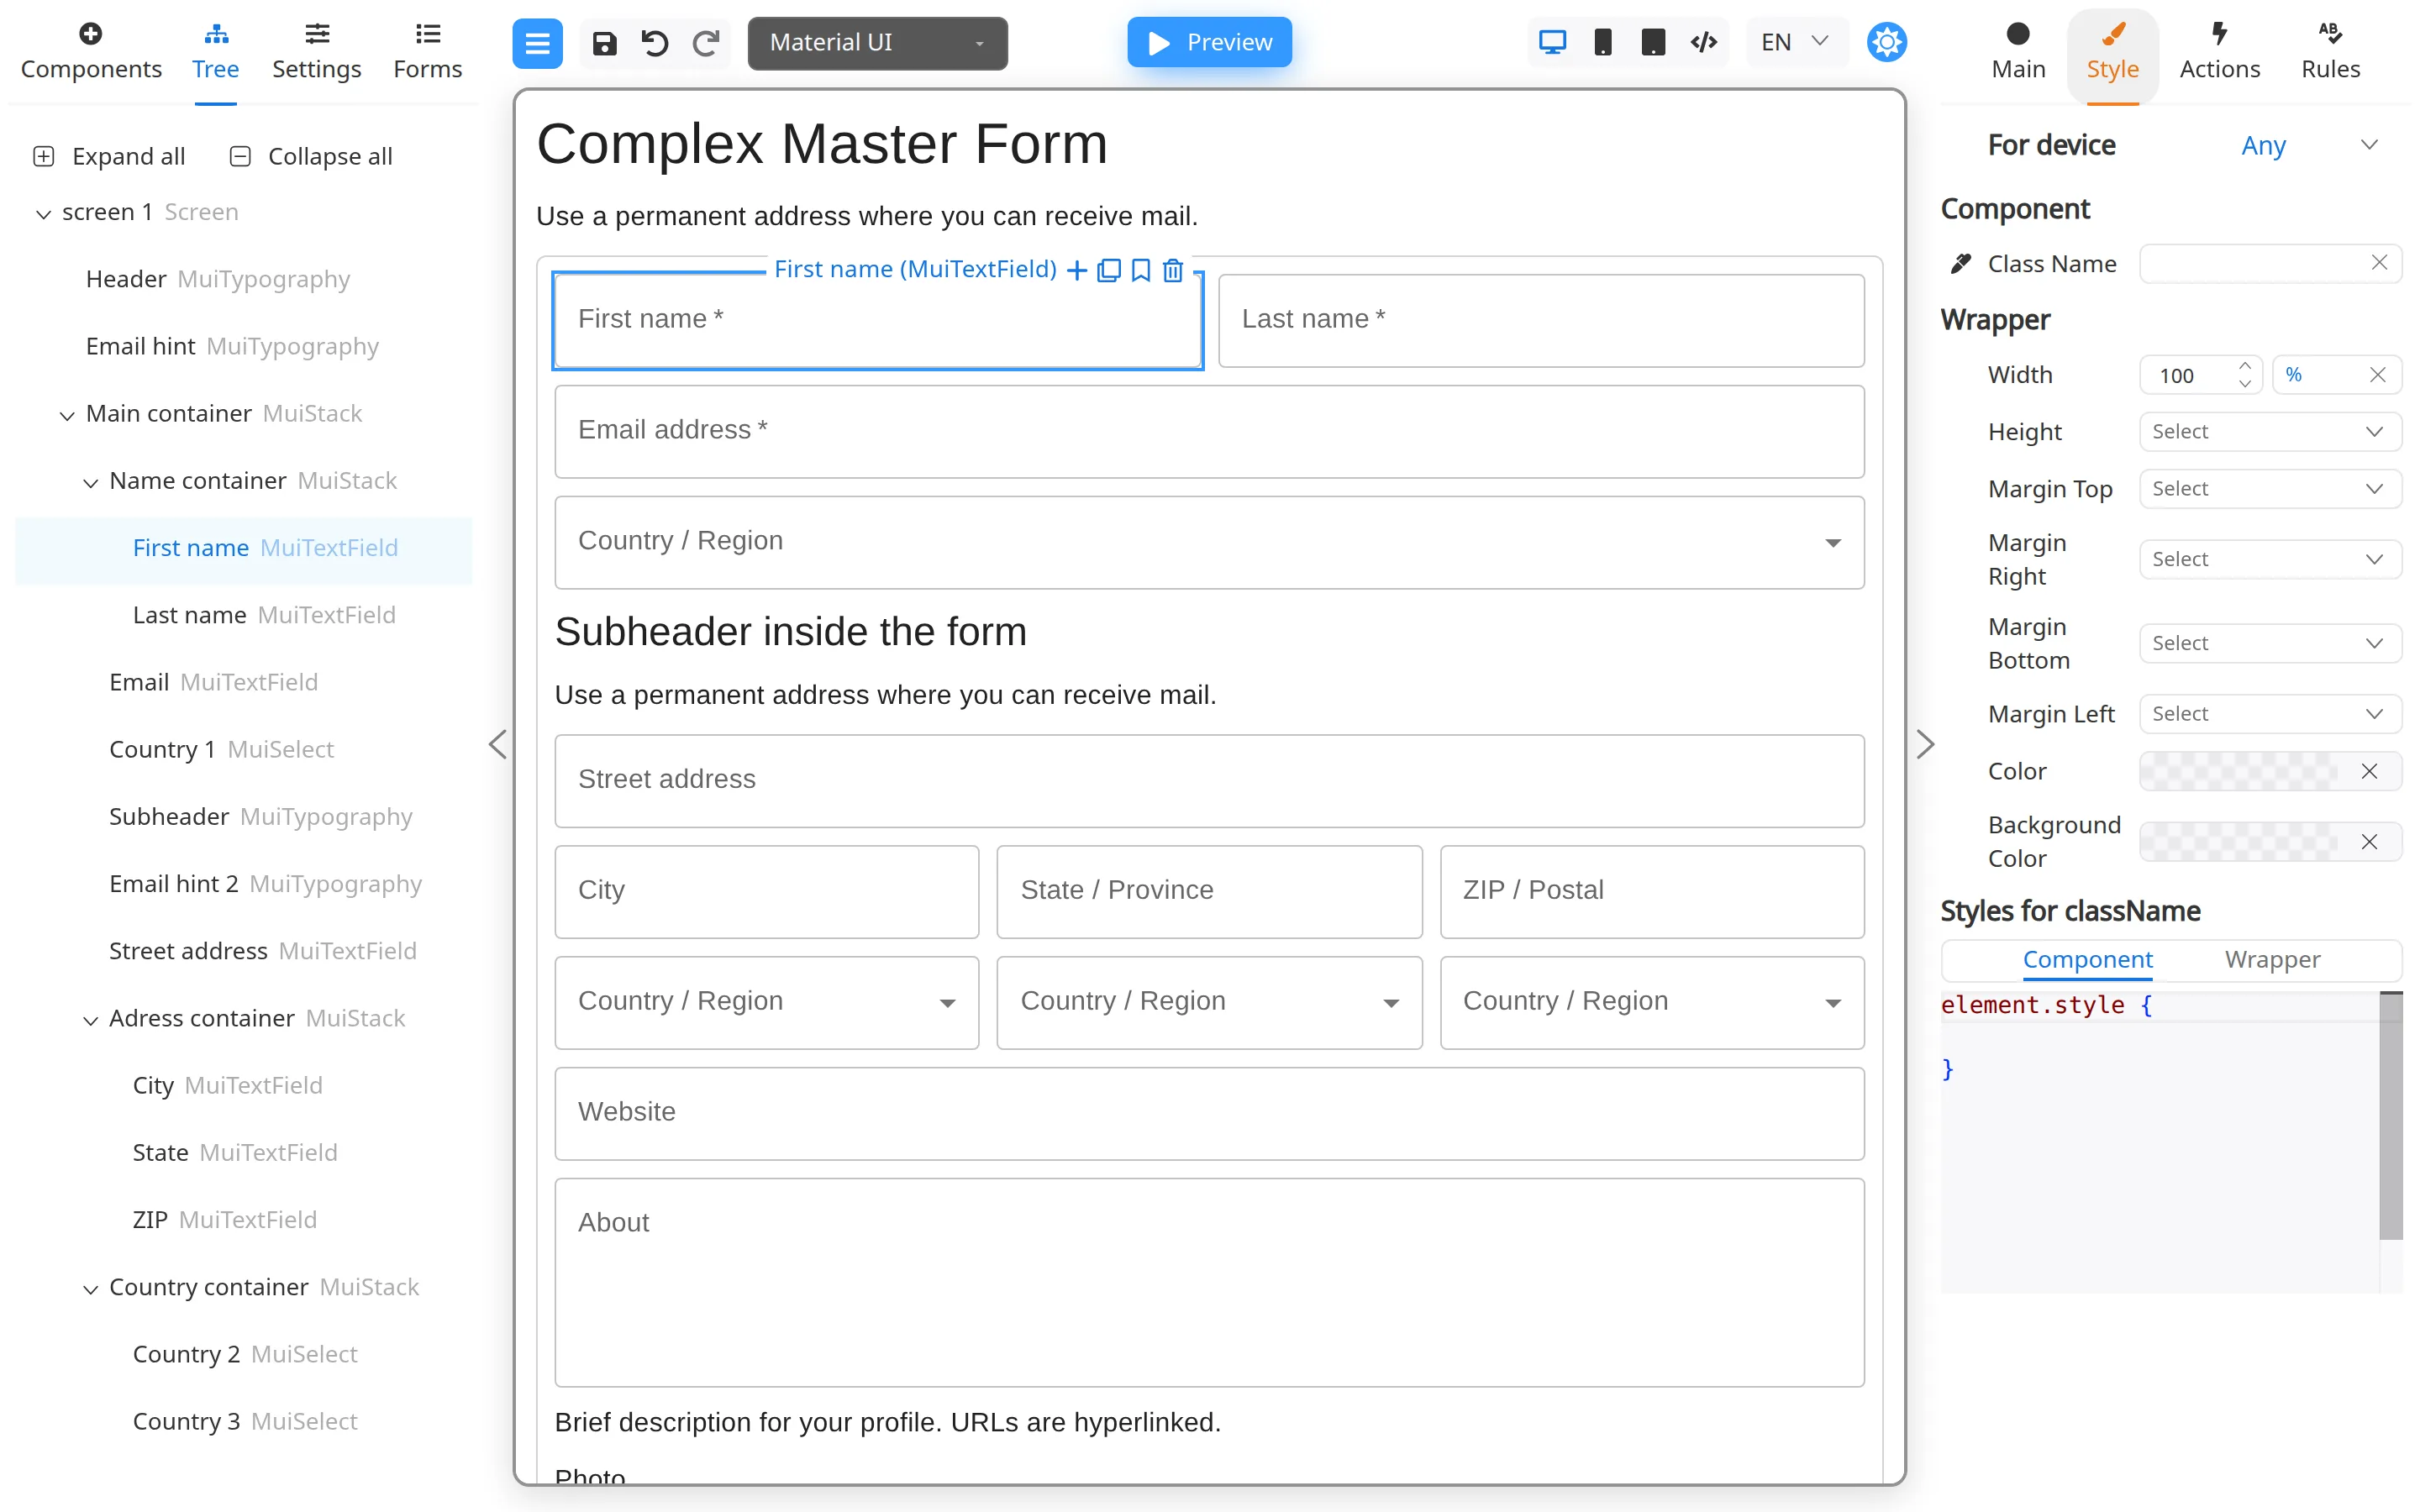 Components Tree Settings Forms
Material UI
Preview
EN
Main Style Actions Rules
Expand all Collapse all
screen 1 Screen
Header MuiTypography
Email hint MuiTypography
Main container MuiStack
Name container MuiStack
First name MuiTextField
Last name MuiTextField
Email MuiTextField
Country 1 MuiSelect
Subheader MuiTypography
Email hint 2 MuiTypography
Street address MuiTextField
Adress container MuiStack
City MuiTextField
State MuiTextField
ZIP MuiTextField
Country container MuiStack
Country 2 MuiSelect
Country 3 MuiSelect
Complex Master Form
Use a permanent address where you can receive mail.
First name (MuiTextField)
First name * Last name *
Email address *
Country / Region
Subheader inside the form
Use a permanent address where you can receive mail.
Street address
City State / Province ZIP / Postal
Country / Region Country / Region Country / Region
Website
About
Brief description for your profile. URLs are hyperlinked.
Photo
For device Any
Component
Class Name
Wrapper
Width 100 %
Height Select
Margin Top Select
Margin
Right Select
Margin
Bottom Select
Margin Left Select
Color
Background
Color
Styles for className
Component Wrapper
element.style {
}